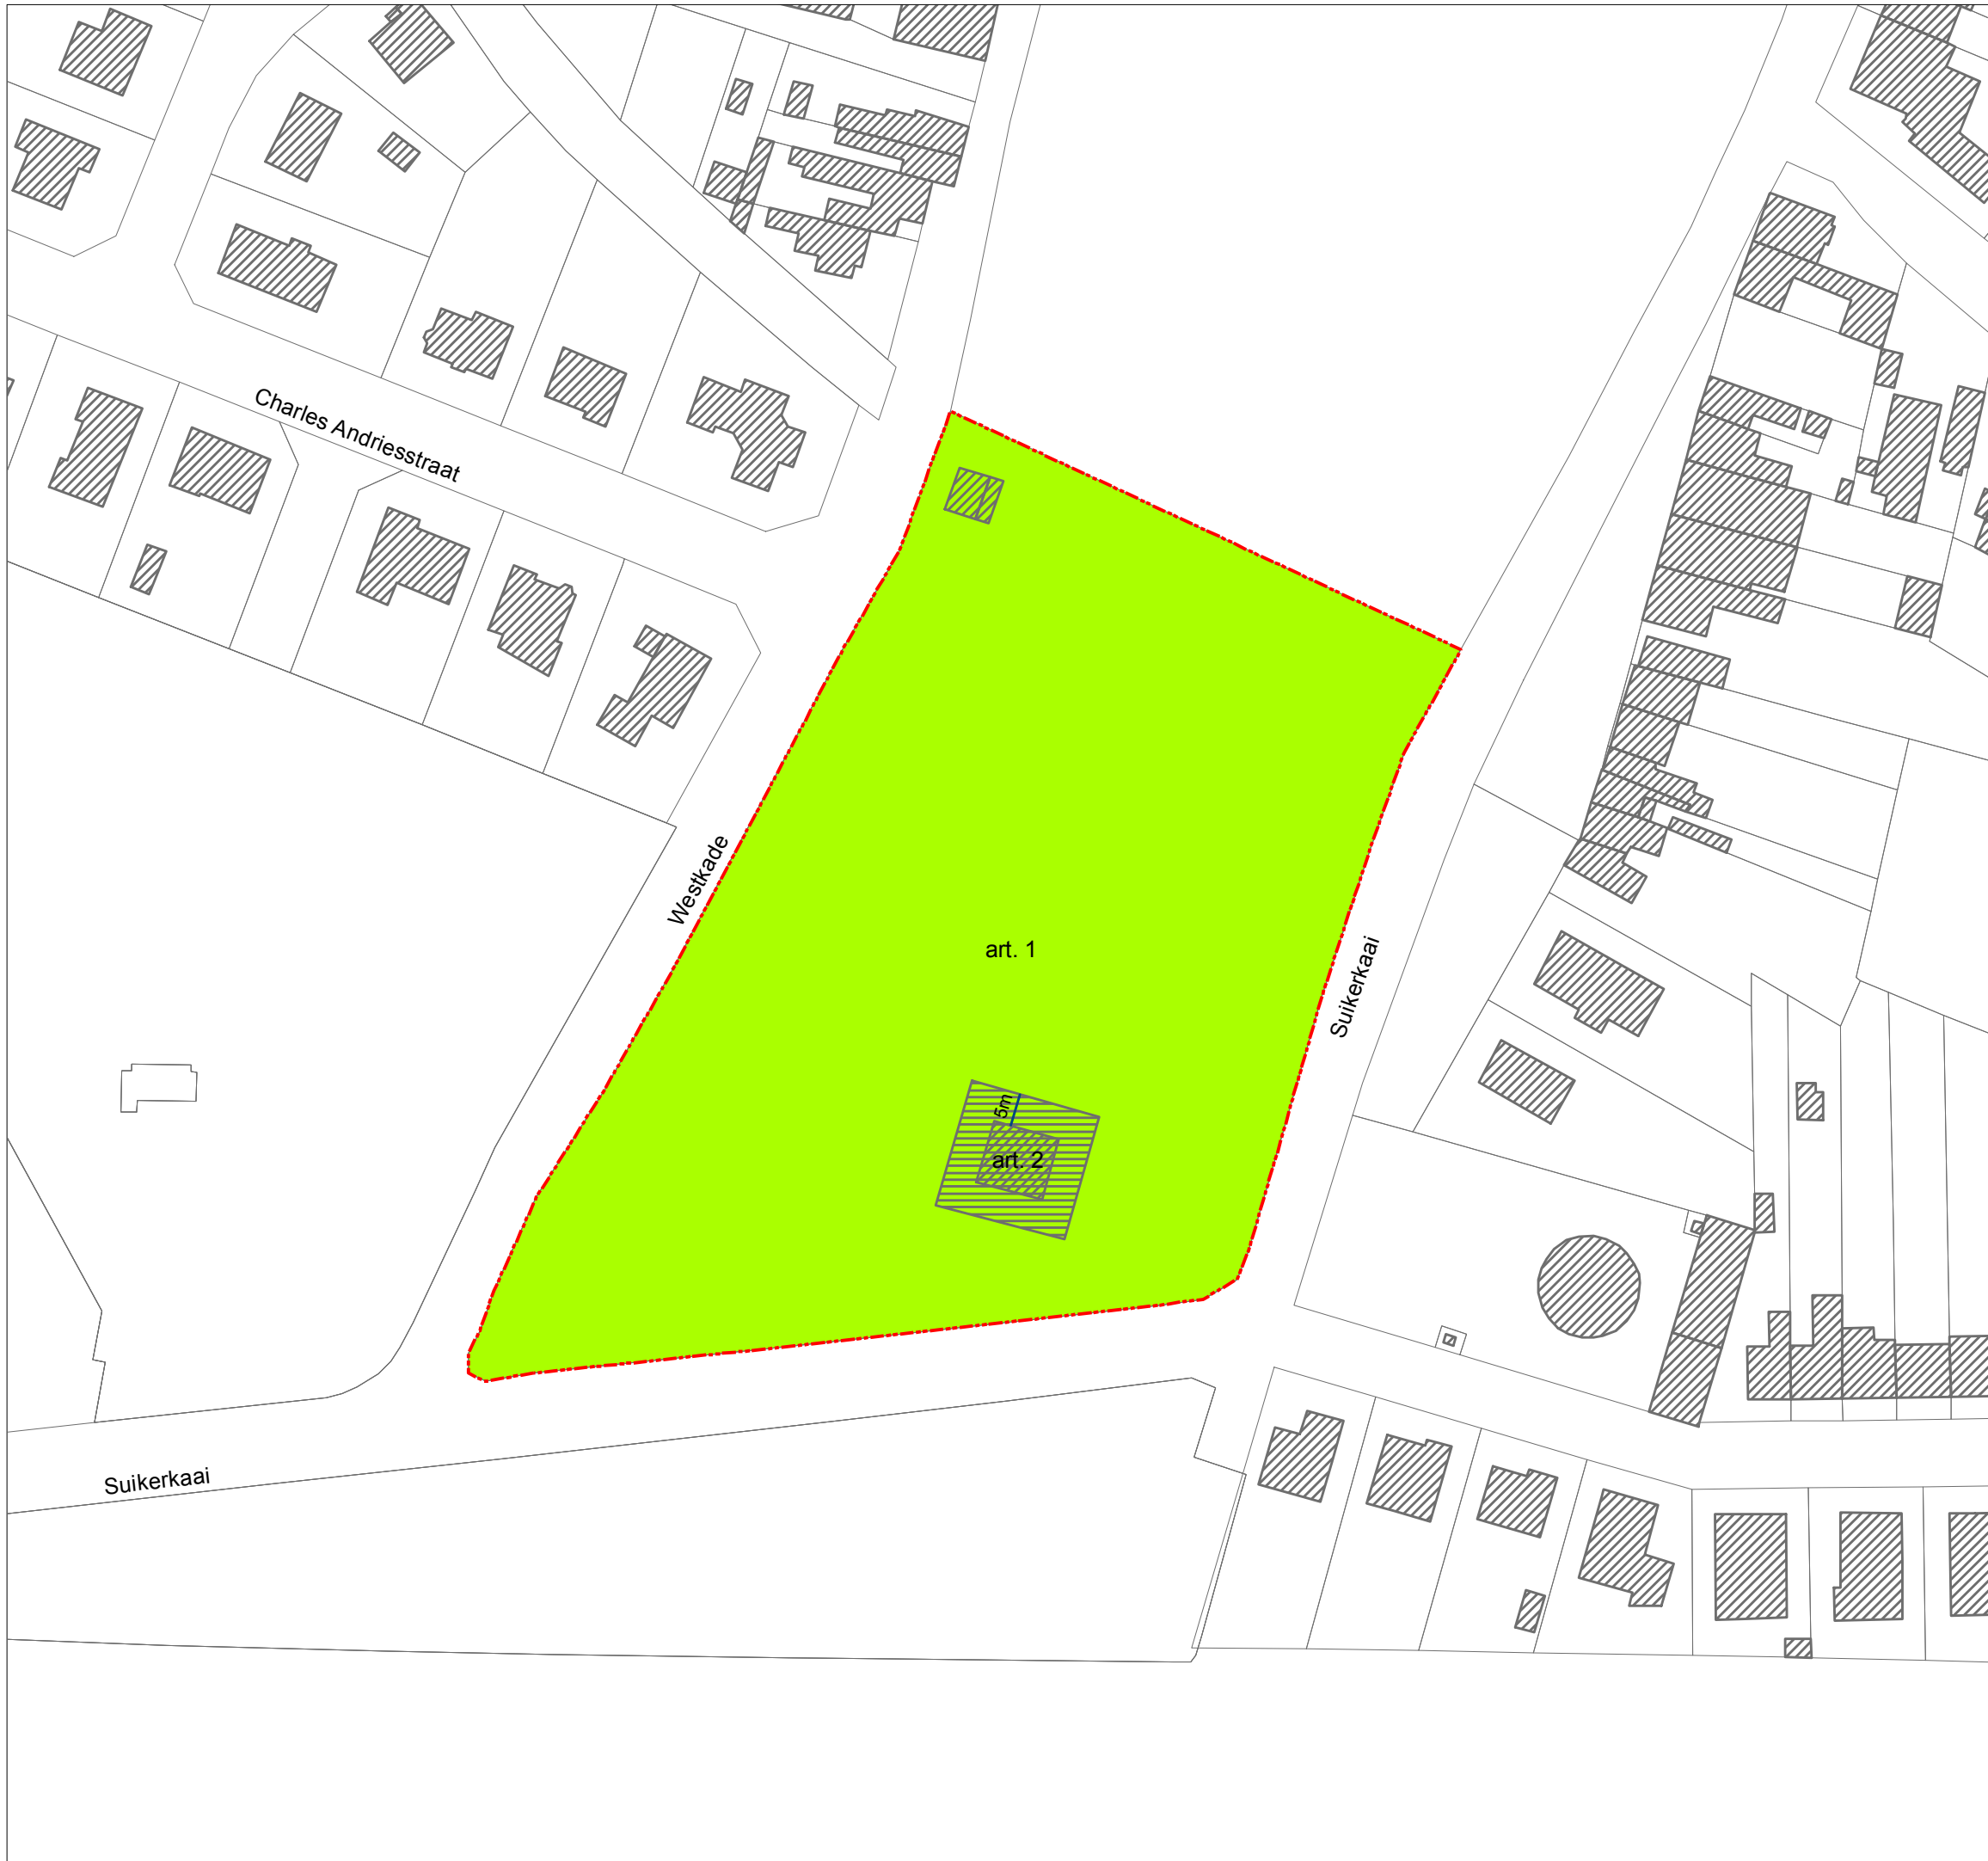 Charles Andriesstraat
Westkade
art. 1
Suikerkaai
5m
art. 2
Suikerkaai